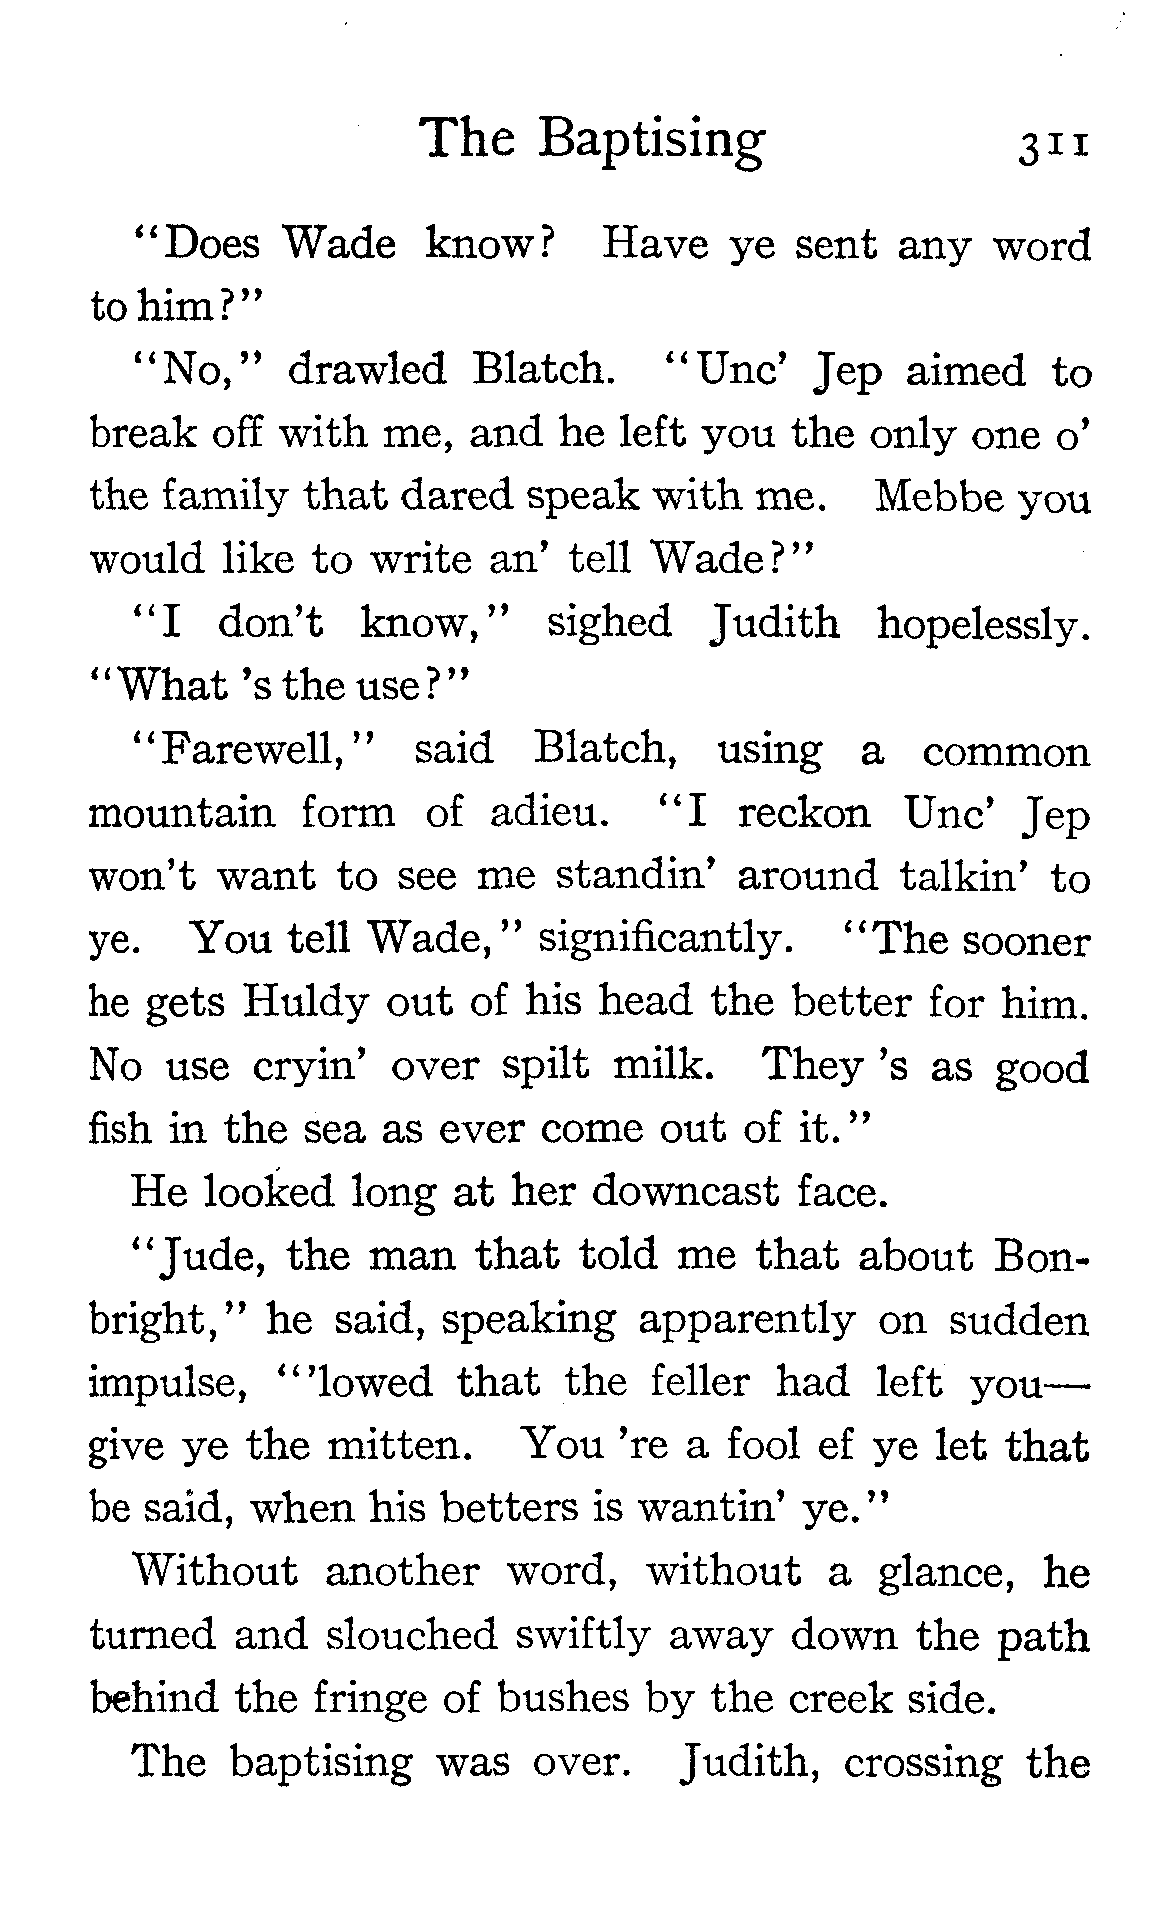 The Baptising 311
"Does Wade know? Have ye sent any word
to him?"
"No," drawled Blatch. "Unc' Jep aimed to
break off with me, and he left you the only one o'
the family that dared speak with me. Mebbe you
would like to write an' tell Wade?"
"I don't know," sighed Judith hopelessly.
"What 's the use?"
"Farewell," said Blatch, using a common
mountain form of adieu. "I reckon Unc' Jep
won't want to see me standin' around talkin' to
ye. You tell Wade," significantly. "The sooner
he gets Huldy out of his head the better for him.
No use cryin' over spilt milk. They 's as good
fish in the sea as ever come out of it."
He looked long at her downcast face.
"Jude, the man that told me that about Bon-
bright," he said, speaking apparently on sudden
impulse, "'lowed that the feller had left you—
give ye the mitten. You 're a fool ef ye let that
be said, when his betters is wantin' ye."
Without another word, without a glance, he
turned and slouched swiftly away down the path
behind the fringe of bushes by the creek side.
The baptising was over. Judith, crossing the